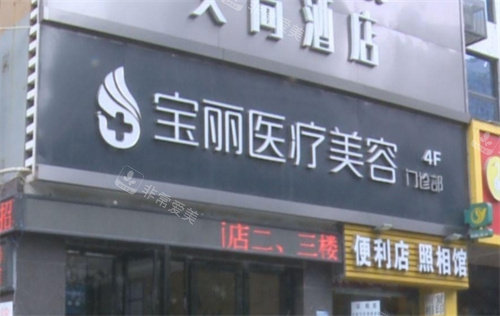 尚酒店
宝丽医疗美容 4F
门诊部
店二、三楼
便利店 照相馆
非常爱美